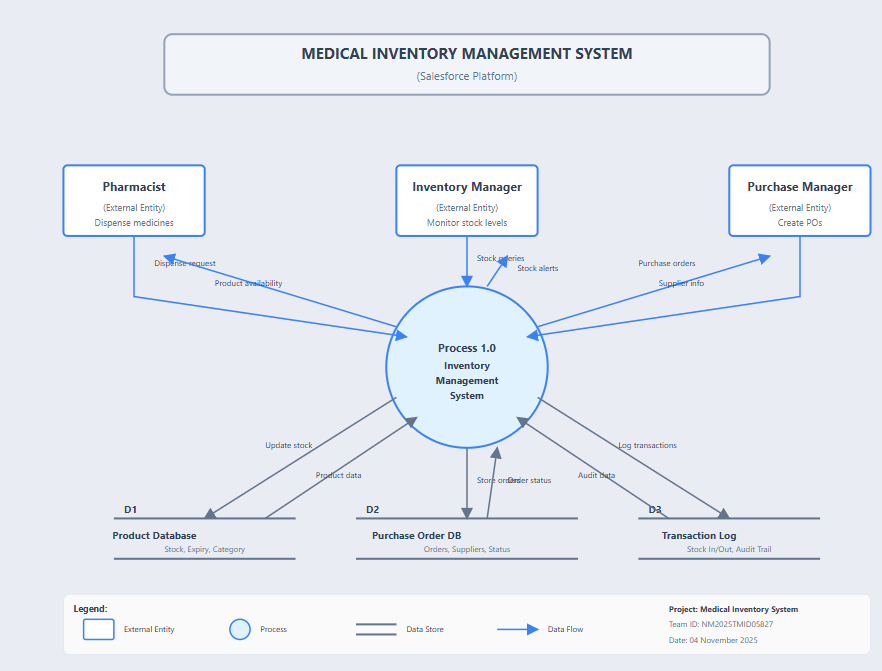 MEDICAL INVENTORY MANAGEMENT SYSTEM
(Salesforce Platform)
Pharmacist
(External Entity)
Dispense medicines
Inventory Manager
(External Entity)
Monitor stock levels
Purchase Manager
(External Entity)
Create POs
Dispense request
Product availability
Stock queries
Stock alerts
Purchase orders
Supplier info
Process 1.0
Inventory
Management
System
Update stock
Product data
Store orders
Order status
Audit data
Log transactions
D1
Product Database
Stock, Expiry, Category
D2
Purchase Order DB
Orders, Suppliers, Status
D3
Transaction Log
Stock In/Out, Audit Trail
Legend:
External Entity
Process
Data Store
Data Flow
Project: Medical Inventory System
Team ID: NM2025TMID05827
Date: 04 November 2025